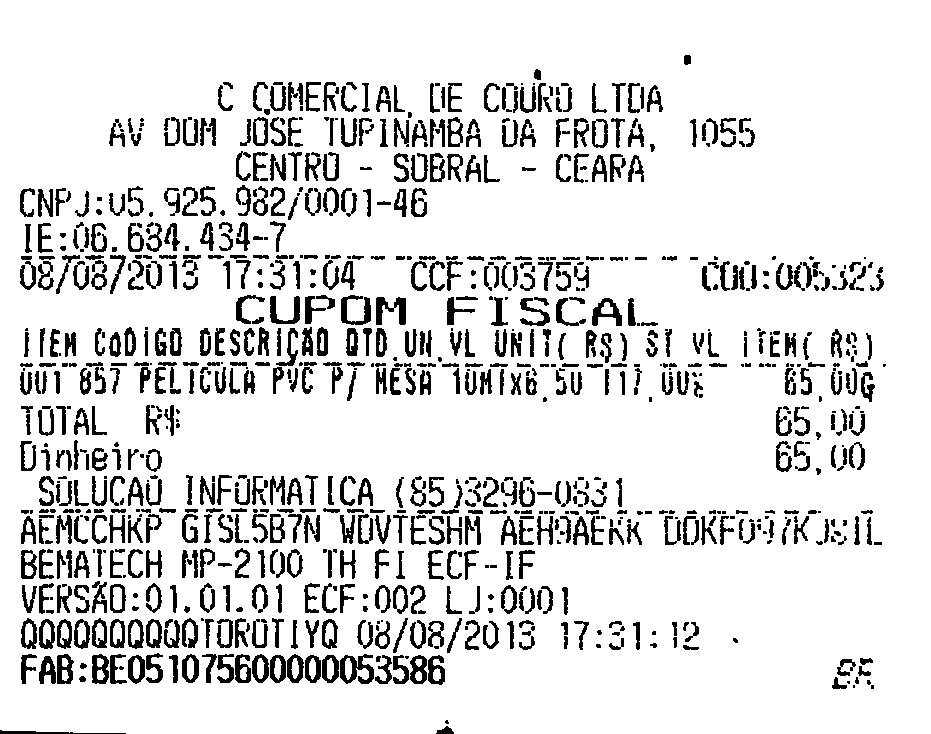 C COMERCIAL DE COURO LTDA
AV DOM JOSE TUPINAMBA DA FROTA, 1055
CENTRO - SOBRAL - CEARA
CNPJ:05.925.982/0001-46
IE:06.684.434-7
08/08/2013 17:31:04 CCF:003759 COO:005323
CUPOM FISCAL
ITEM CODIGO DESCRIÇÃO QTD.UN.VL UNIT( R$) ST VL ITEM( R$)
001 857 PELICULA PVC P/ MESA 10MTX6,50 T17,00% 65,00G
TOTAL R$ 65,00
Dinheiro 65,00
SOLUCAO INFORMATICA (85)3296-0831
AEMCCHKP GISL5B7N WDVTESHM AEH9AEKK
BEMATECH MP-2100 TH FI ECF-IF
VERSÃO:01.01.01 ECF:002 LJ:0001
QQQQQQQQQQTOROTIYQ 08/08/2013 17:31:12
FAB:BE051075600000053586
BR